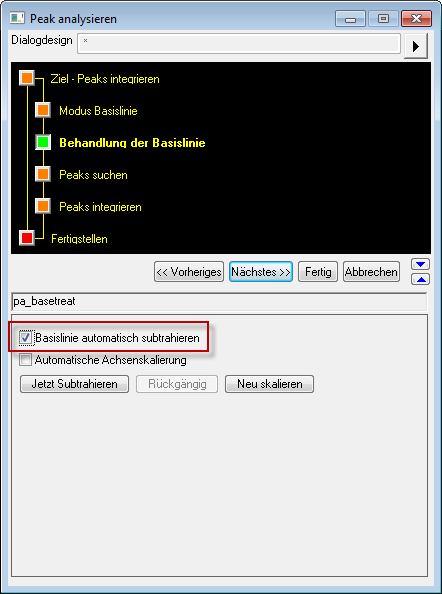 Peak analysieren
Dialogdesign *
Ziel - Peaks integrieren
Modus Basislinie
Behandlung der Basislinie
Peaks suchen
Peaks integrieren
Fertigstellen
<< Vorheriges Nächstes >> Fertig Abbrechen
pa_basetreat
Basislinie automatisch subtrahieren
Automatische Achsenskalierung
Jetzt Subtrahieren Rückgängig Neu skalieren